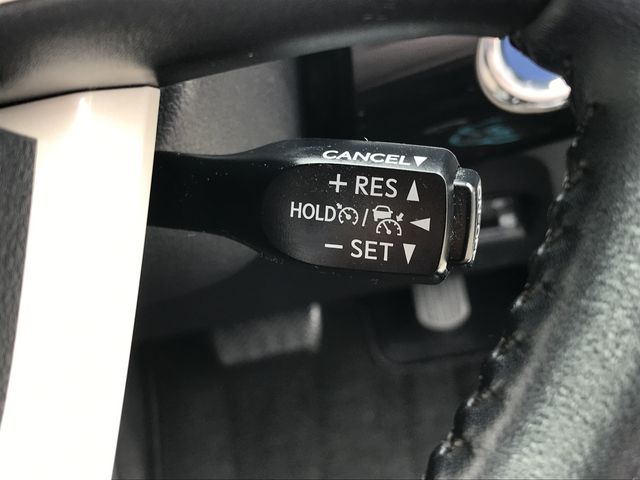 CANCEL▼
+ RES ▲
HOLD /  ◀
− SET ▼